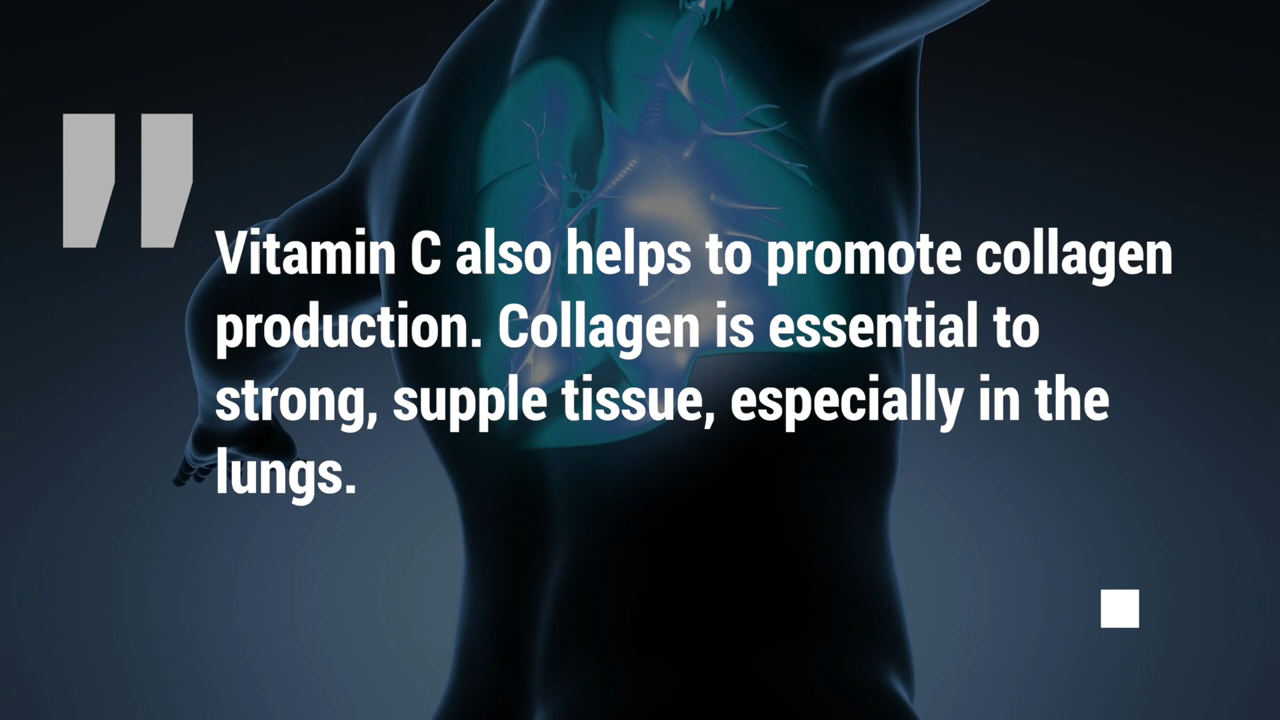 "
Vitamin C also helps to promote collagen
production. Collagen is essential to
strong, supple tissue, especially in the
lungs.